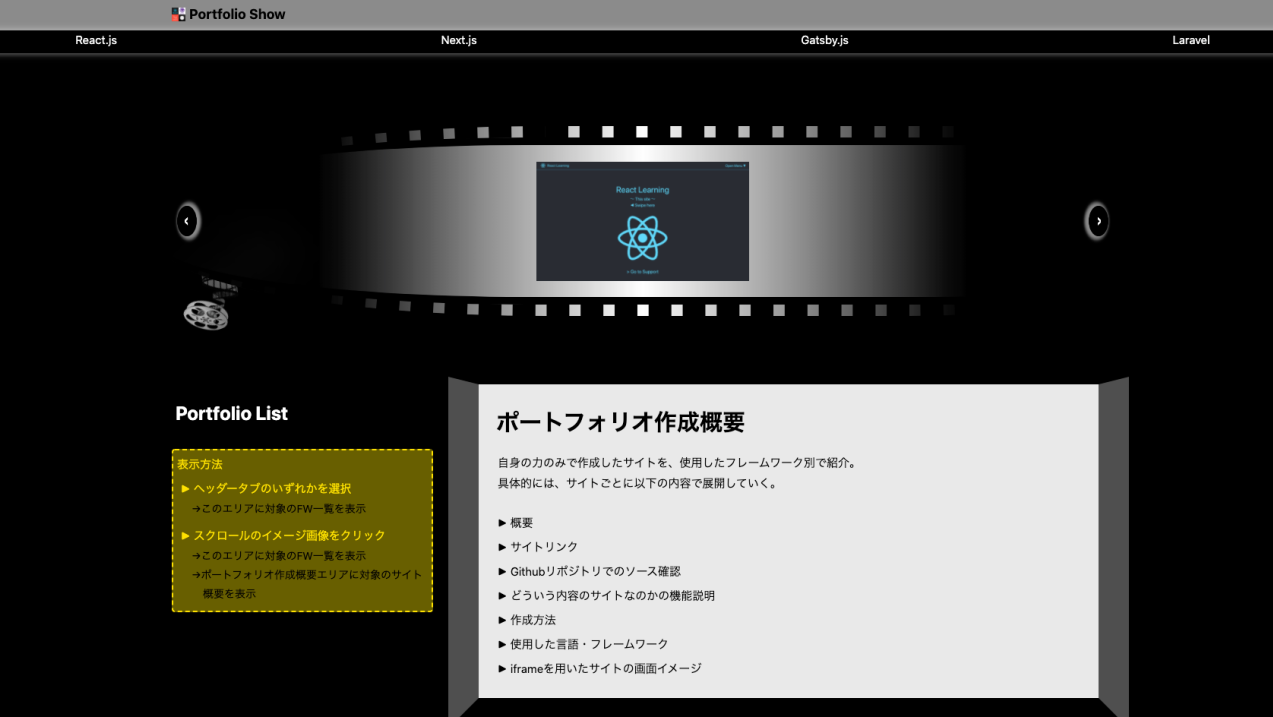 Portfolio Show
React.js
Next.js
Gatsby.js
Laravel
React Learning
React Learning
~ This site ~
> Go to Support
Portfolio List
表示方法
► ヘッダータブのいずれかを選択
→このエリアに対象のFW一覧を表示
► スクロールのイメージ画像をクリック
→このエリアに対象のFW一覧を表示
→ポートフォリオ作成概要エリアに対象のサイト
概要を表示
ポートフォリオ作成概要
自身の力のみで作成したサイトを、使用したフレームワーク別で紹介。
具体的には、サイトごとに以下の内容で展開していく。
► 概要
► サイトリンク
► Githubリポジトリでのソース確認
► どういう内容のサイトなのかの機能説明
► 作成方法
► 使用した言語・フレームワーク
► iframeを用いたサイトの画面イメージ